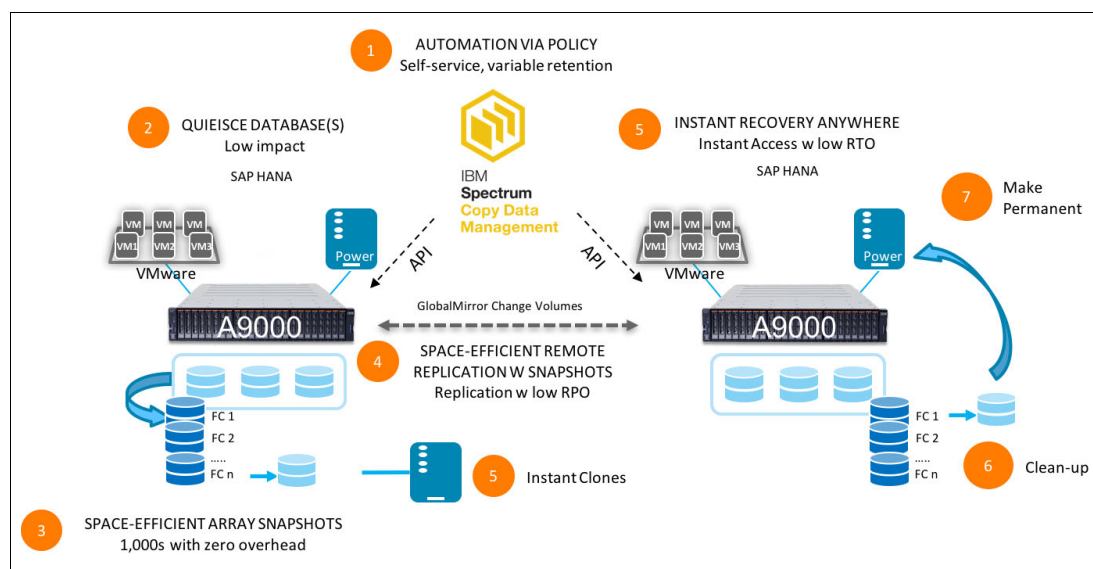 1
AUTOMATION VIA POLICY
Self-service, variable retention
2
QUIEISCE DATABASE(S)
Low impact
SAP HANA
IBM
Spectrum
Copy Data
Management
5
INSTANT RECOVERY ANYWHERE
Instant Access w low RTO
SAP HANA
7
Make
Permanent
VM VM VM
VM1 VM2 VM3
VMware
Power
API
API
VM VM VM
VM1 VM2 VM3
VMware
Power
A9000
GlobalMirror Change Volumes
A9000
4
SPACE-EFFICIENT REMOTE
REPLICATION W SNAPSHOTS
Replication w low RPO
FC 1
FC 2
.....
FC n
5
Instant Clones
FC 1
FC 2
....
FC n
6
Clean-up
3
SPACE-EFFICIENT ARRAY SNAPSHOTS
1,000s with zero overhead